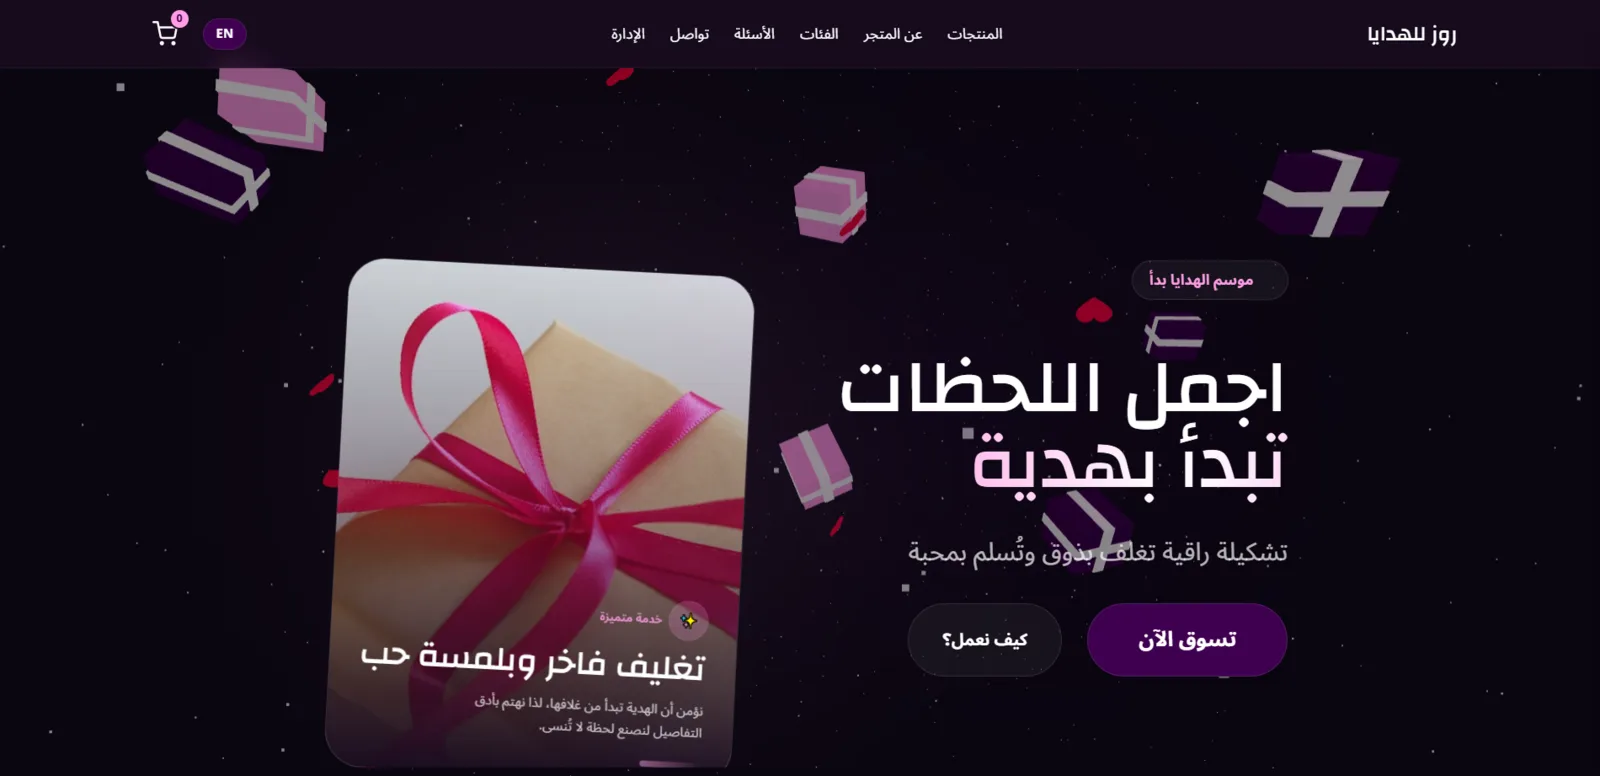 روز للهدايا
المنتجات
عن المتجر
الفئات
الأسئلة
تواصل
الإدارة
EN
0
موسم الهدايا بدأ
اجمل اللحظات
تبدأ بهدية
تشكيلة راقية تغلف بذوق وتُسلم بمحبة
تسوق الآن
كيف نعمل؟
خدمة متميزة
تغليف فاخر وبلمسة حب
نؤمن أن الهدية تبدأ من غلافها، لذا نهتم بأدق
التفاصيل لنصنع لحظة لا تُنسى.